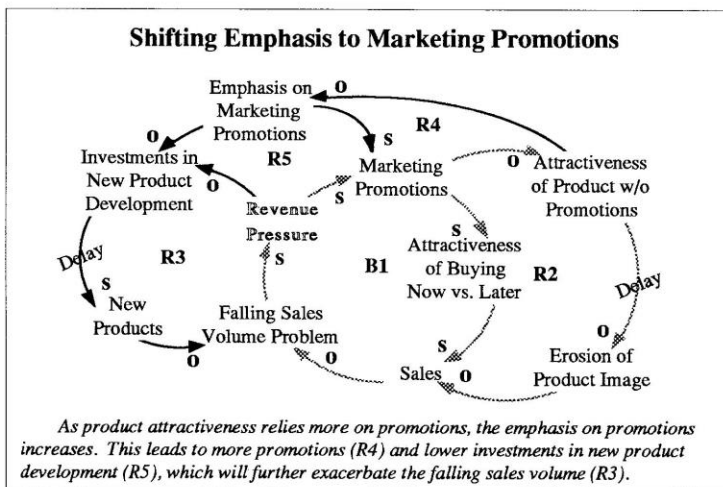 Shifting Emphasis to Marketing Promotions
Emphasis on
Marketing
Promotions
O
O
S
R4
R5
Investments in
New Product
Development
O
Marketing
Promotions
O
Attractiveness
of Product w/o
Promotions
S
Revenue
Pressure
S
Attractiveness
of Buying
Now vs. Later
Delay
R3
S
B1
R2
Delay
S
New
Products
O
Falling Sales
Volume Problem
O
S
Sales
O
O
Erosion of
Product Image
As product attractiveness relies more on promotions, the emphasis on promotions
increases. This leads to more promotions (R4) and lower investments in new product
development (R5), which will further exacerbate the falling sales volume (R3).